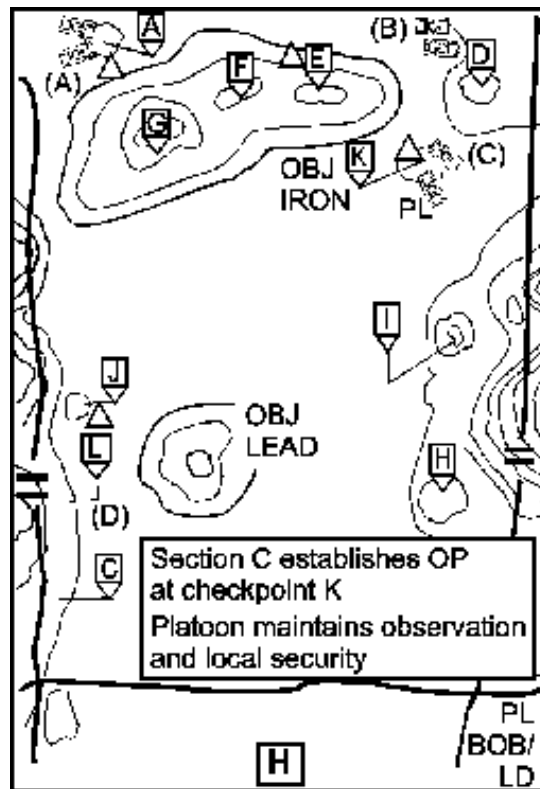 A
(B)
D
(A)
F
E
G
K
(C)
OBJ
IRON
PL
I
J
OBJ
LEAD
L
H
(D)
C
Section C establishes OP
at checkpoint K
Platoon maintains observation
and local security
PL
BOB/
LD
H